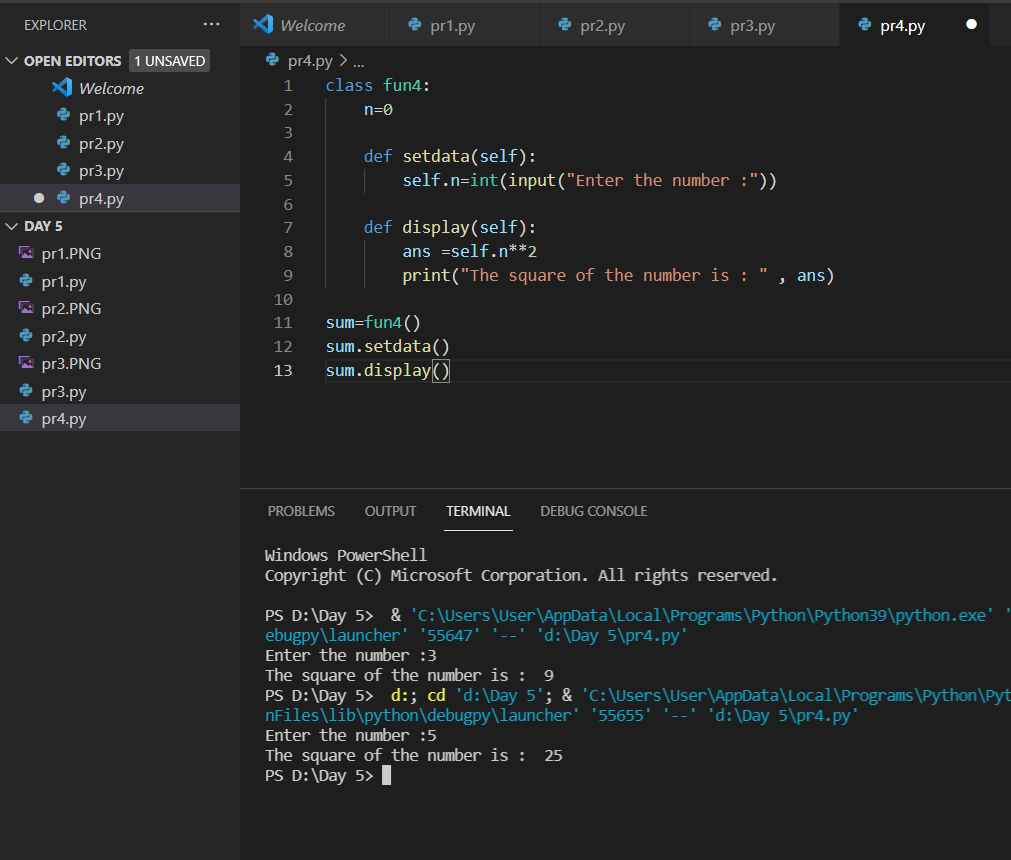 EXPLORER ...
OPEN EDITORS 1 UNSAVED
Welcome
pr1.py
pr2.py
pr3.py
pr4.py
DAY 5
pr1.PNG
pr1.py
pr2.PNG
pr2.py
pr3.PNG
pr3.py
pr4.py
Welcome pr1.py pr2.py pr3.py pr4.py
pr4.py > ...
1 class fun4:
2     n=0
3
4     def setdata(self):
5         self.n=int(input("Enter the number :"))
6
7     def display(self):
8         ans =self.n**2
9         print("The square of the number is : " , ans)
10
11 sum=fun4()
12 sum.setdata()
13 sum.display()
PROBLEMS OUTPUT TERMINAL DEBUG CONSOLE
Windows PowerShell
Copyright (C) Microsoft Corporation. All rights reserved.
PS D:\Day 5>  & 'C:\Users\User\AppData\Local\Programs\Python\Python39\python.exe' '
ebugpy\launcher' '55647' '--' 'd:\Day 5\pr4.py'
Enter the number :3
The square of the number is :  9
PS D:\Day 5>  d:; cd 'd:\Day 5'; & 'C:\Users\User\AppData\Local\Programs\Python\Pyt
nFiles\lib\python\debugpy\launcher' '55655' '--' 'd:\Day 5\pr4.py'
Enter the number :5
The square of the number is :  25
PS D:\Day 5>